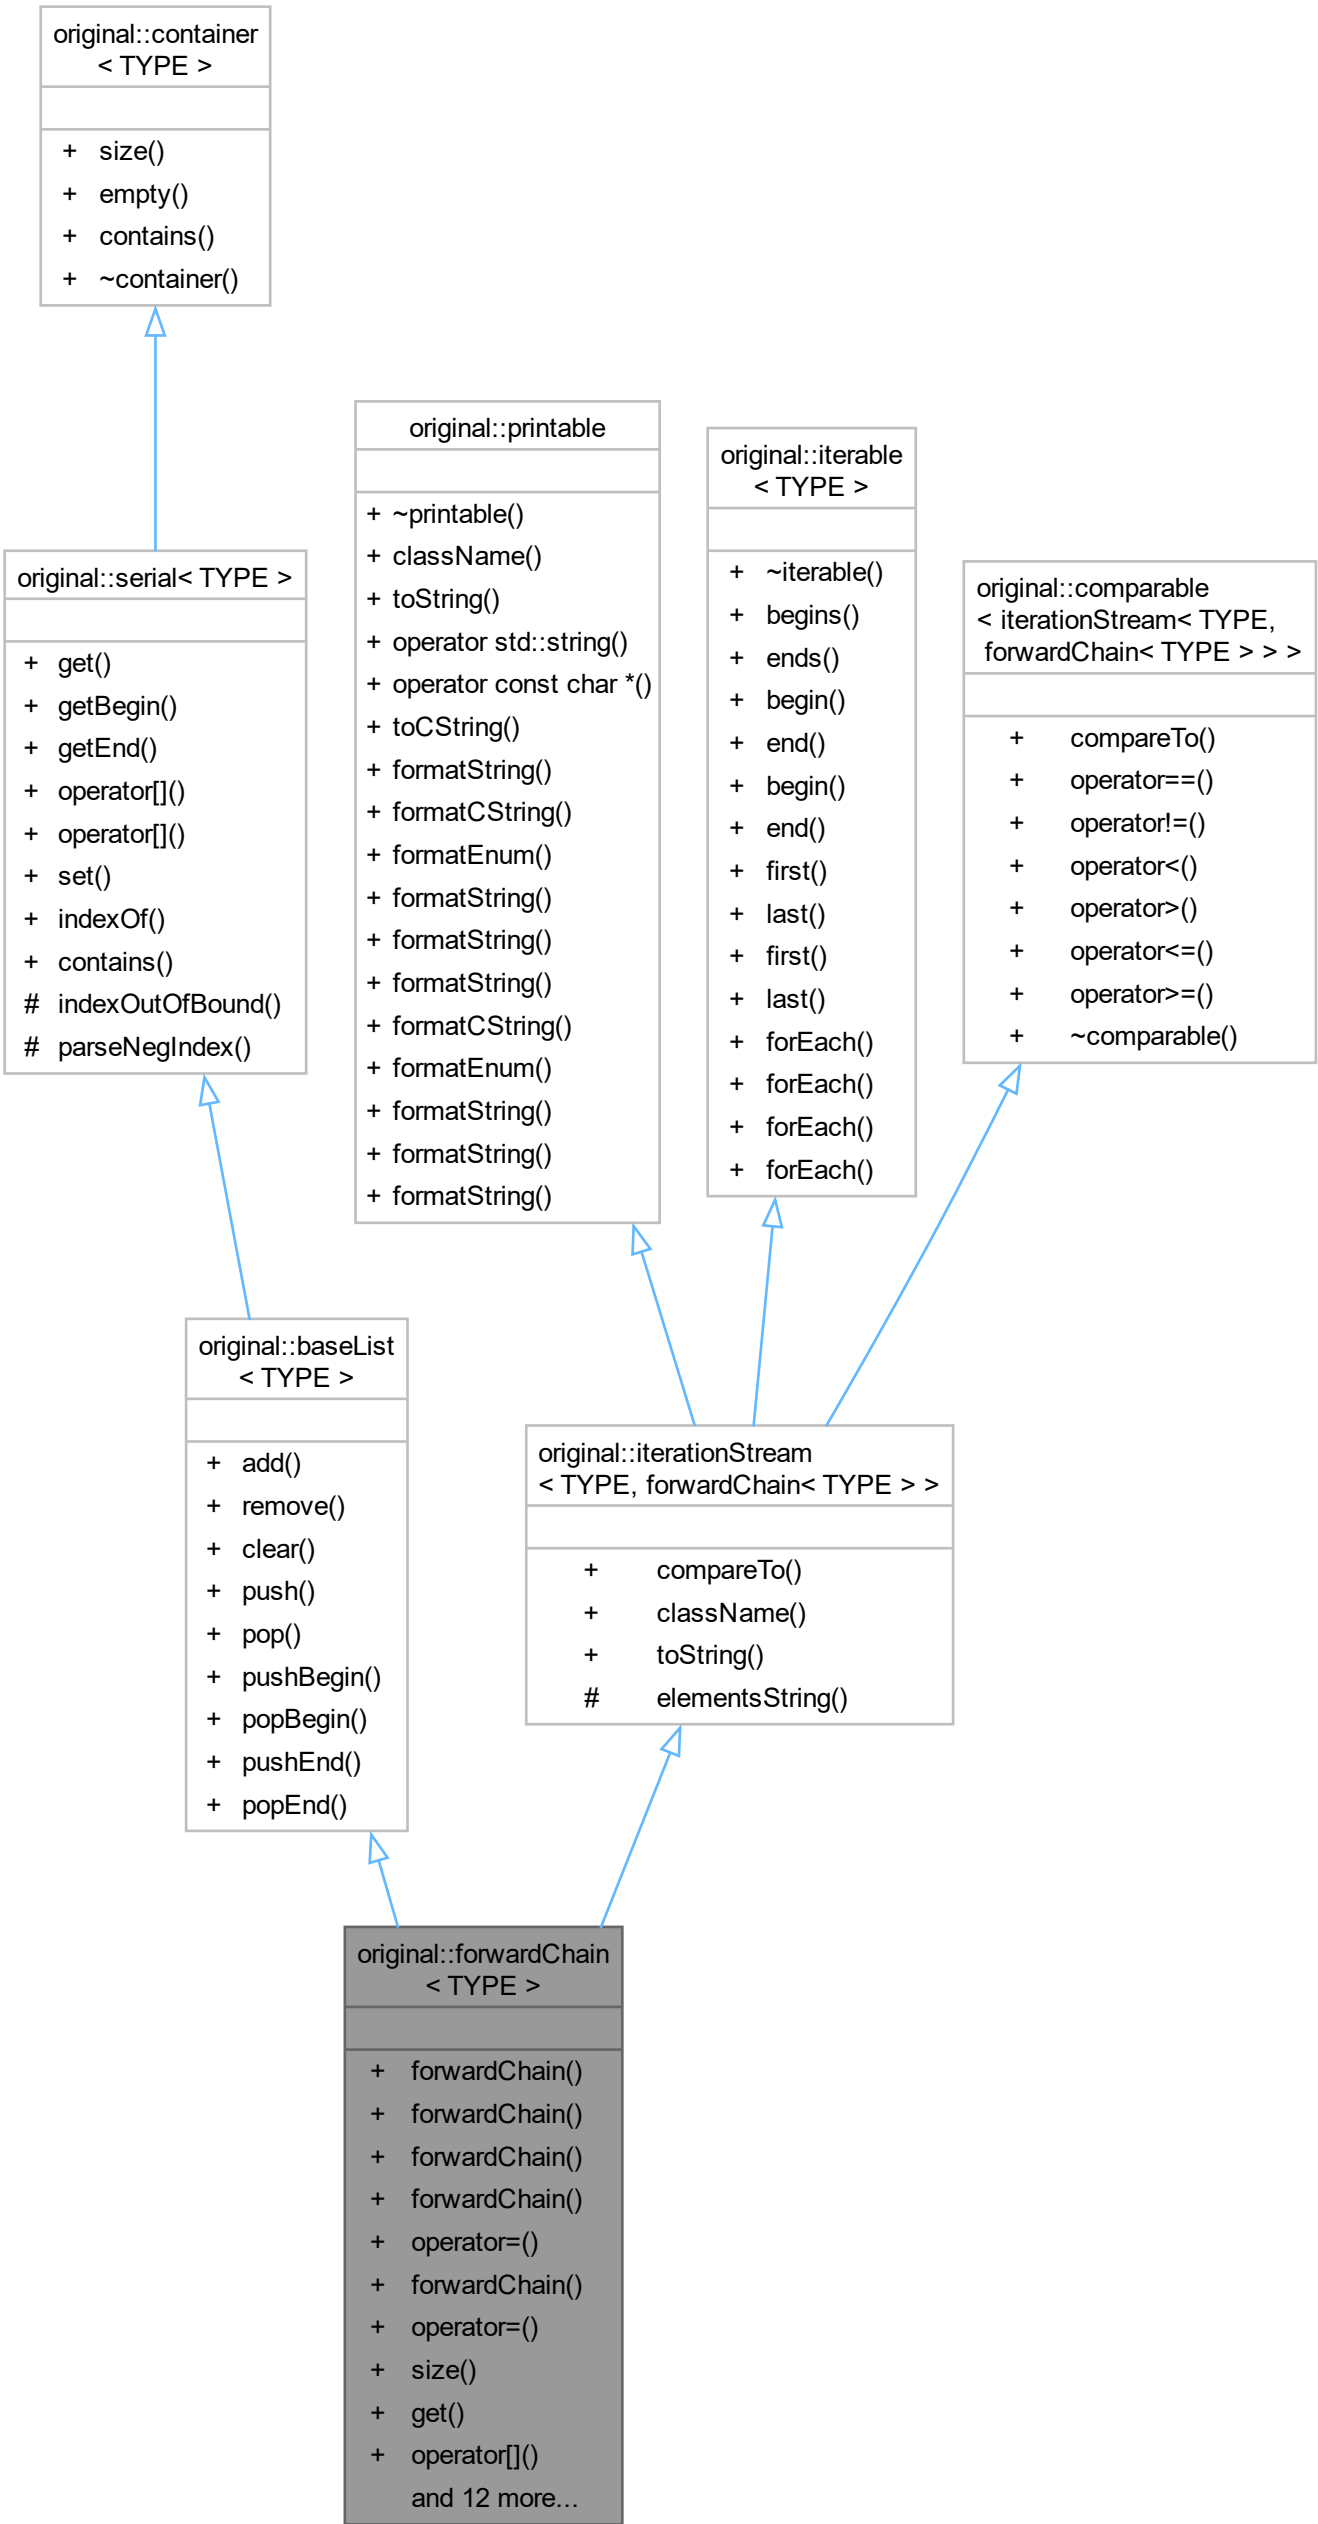 original::container
< TYPE >
+ size()
+ empty()
+ contains()
+ ~container()
original::serial< TYPE >
+ get()
+ getBegin()
+ getEnd()
+ operator[]()
+ operator[]()
+ set()
+ indexOf()
+ contains()
# indexOutOfBound()
# parseNegIndex()
original::printable
+ ~printable()
+ className()
+ toString()
+ operator std::string()
+ operator const char *()
+ toCString()
+ formatString()
+ formatCString()
+ formatEnum()
+ formatString()
+ formatString()
+ formatString()
+ formatCString()
+ formatEnum()
+ formatString()
+ formatString()
+ formatString()
original::iterable
< TYPE >
+ ~iterable()
+ begins()
+ ends()
+ begin()
+ end()
+ begin()
+ end()
+ first()
+ last()
+ first()
+ last()
+ forEach()
+ forEach()
+ forEach()
+ forEach()
original::comparable
< iterationStream< TYPE,
forwardChain< TYPE > > >
+ compareTo()
+ operator==()
+ operator!=()
+ operator<()
+ operator>()
+ operator<=()
+ operator>=()
+ ~comparable()
original::baseList
< TYPE >
+ add()
+ remove()
+ clear()
+ push()
+ pop()
+ pushBegin()
+ popBegin()
+ pushEnd()
+ popEnd()
original::iterationStream
< TYPE, forwardChain< TYPE > >
+ compareTo()
+ className()
+ toString()
# elementsString()
original::forwardChain
< TYPE >
+ forwardChain()
+ forwardChain()
+ forwardChain()
+ forwardChain()
+ operator=()
+ forwardChain()
+ operator=()
+ size()
+ get()
+ operator[]()
and 12 more...